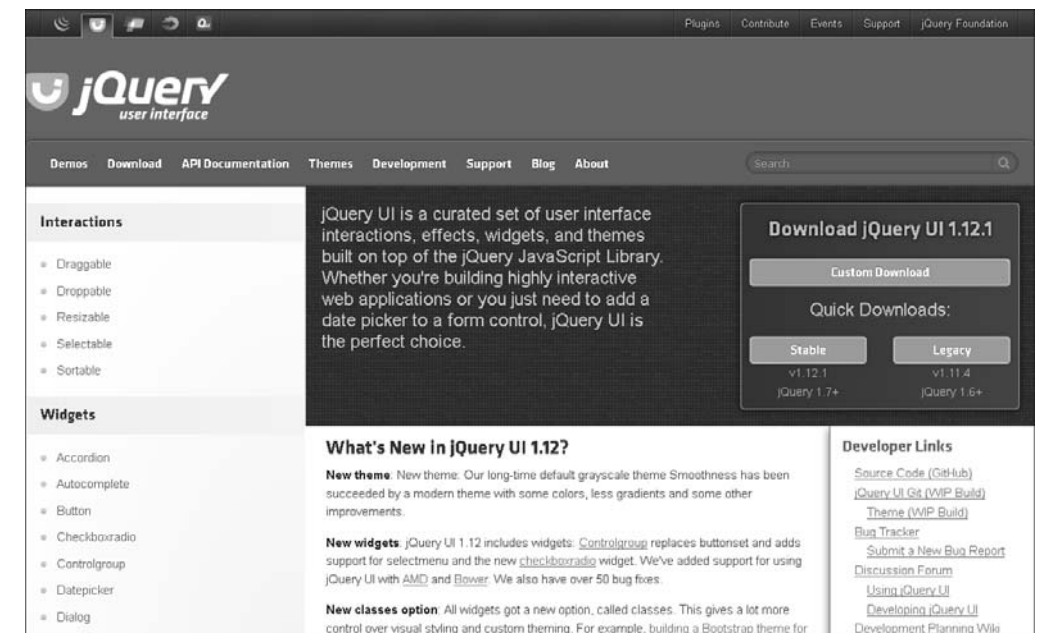 Plugins Contribute Events Support jQuery Foundation
jQuery
user interface
Demos Download API Documentation Themes Development Support Blog About Search
Interactions
Draggable
Droppable
Resizable
Selectable
Sortable
Widgets
Accordion
Autocomplete
Button
Checkboxradio
Controlgroup
Datepicker
Dialog
jQuery UI is a curated set of user interface
interactions, effects, widgets, and themes
built on top of the jQuery JavaScript Library.
Whether you're building highly interactive
web applications or you just need to add a
date picker to a form control, jQuery UI is
the perfect choice.
Download jQuery UI 1.12.1
Custom Download
Quick Downloads:
Stable Legacy
v1.12.1 v1.11.4
jQuery 1.7+ jQuery 1.6+
What's New in jQuery UI 1.12?
New theme: New theme: Our long-time default grayscale theme Smoothness has been
succeeded by a modern theme with some colors, less gradients and some other
improvements.
New widgets: jQuery UI 1.12 includes widgets: Controlgroup replaces buttonset and adds
support for selectmenu and the new checkboxradio widget. We've added support for using
jQuery UI with AMD and Bower. We also have over 50 bug fixes.
New classes option: All widgets got a new option, called classes. This gives a lot more
control over visual styling and custom theming. For example, building a Bootstrap theme for
Developer Links
Source Code (GitHub)
jQuery UI Git (WIP Build)
Theme (WIP Build)
Bug Tracker
Submit a New Bug Report
Discussion Forum
Using jQuery UI
Developing jQuery UI
Development Planning Wiki